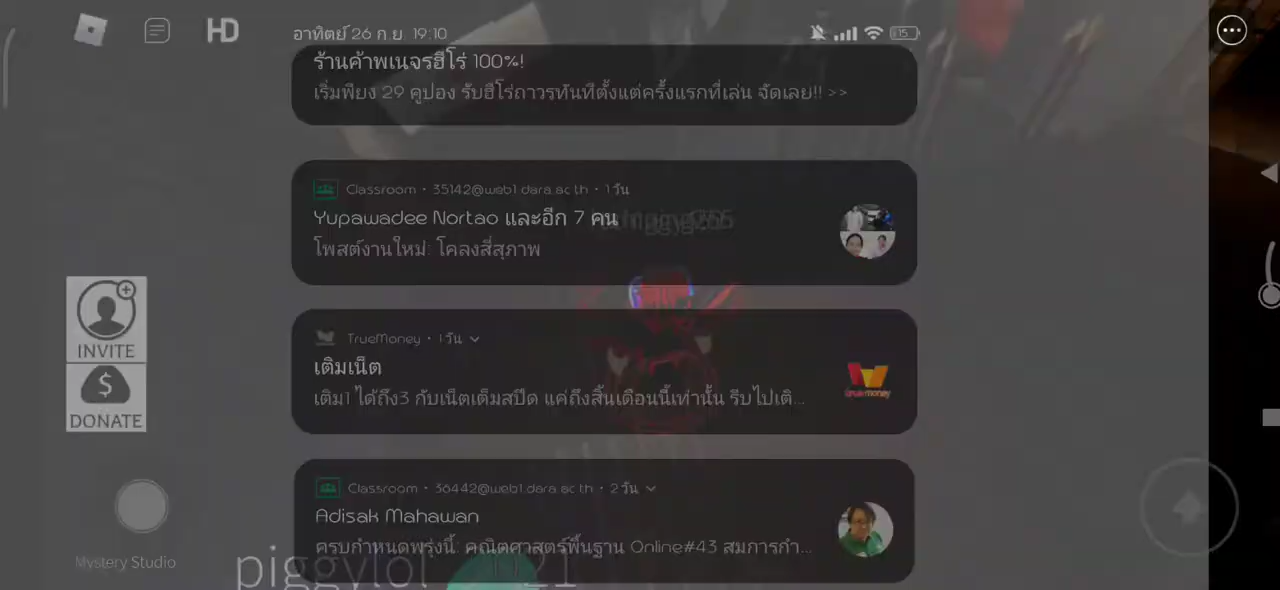 HD
อาทิตย์ 26 ก.ย. 19:10
15
ร้านค้าพเนจรฮีโร่ 100%!
เริ่มเพียง 29 คูปอง รับฮีโร่ถาวรทันทีตั้งแต่ครั้งแรกที่เล่น จัดเลย!! >>
Classroom · 35142@web1.dara.ac.th · 1 วัน
Yupawadee Nortao และอีก 7 คน
โพสต์งานใหม่: โคลงสี่สุภาพ
INVITE
TrueMoney · 1 วัน
เติมเน็ต
เติม1 ได้ถึง3 กับเน็ตเต็มสปีด แค่ถึงสิ้นเดือนนี้เท่านั้น รีบไปเติ...
truemoney
DONATE
Classroom · 36442@web1.dara.ac.th · 2 วัน
Adisak Mahawan
ครบกำหนดพรุ่งนี้: คณิตศาสตร์พื้นฐาน Online#43 สมการกำ...
Mystery Studio
piggylol